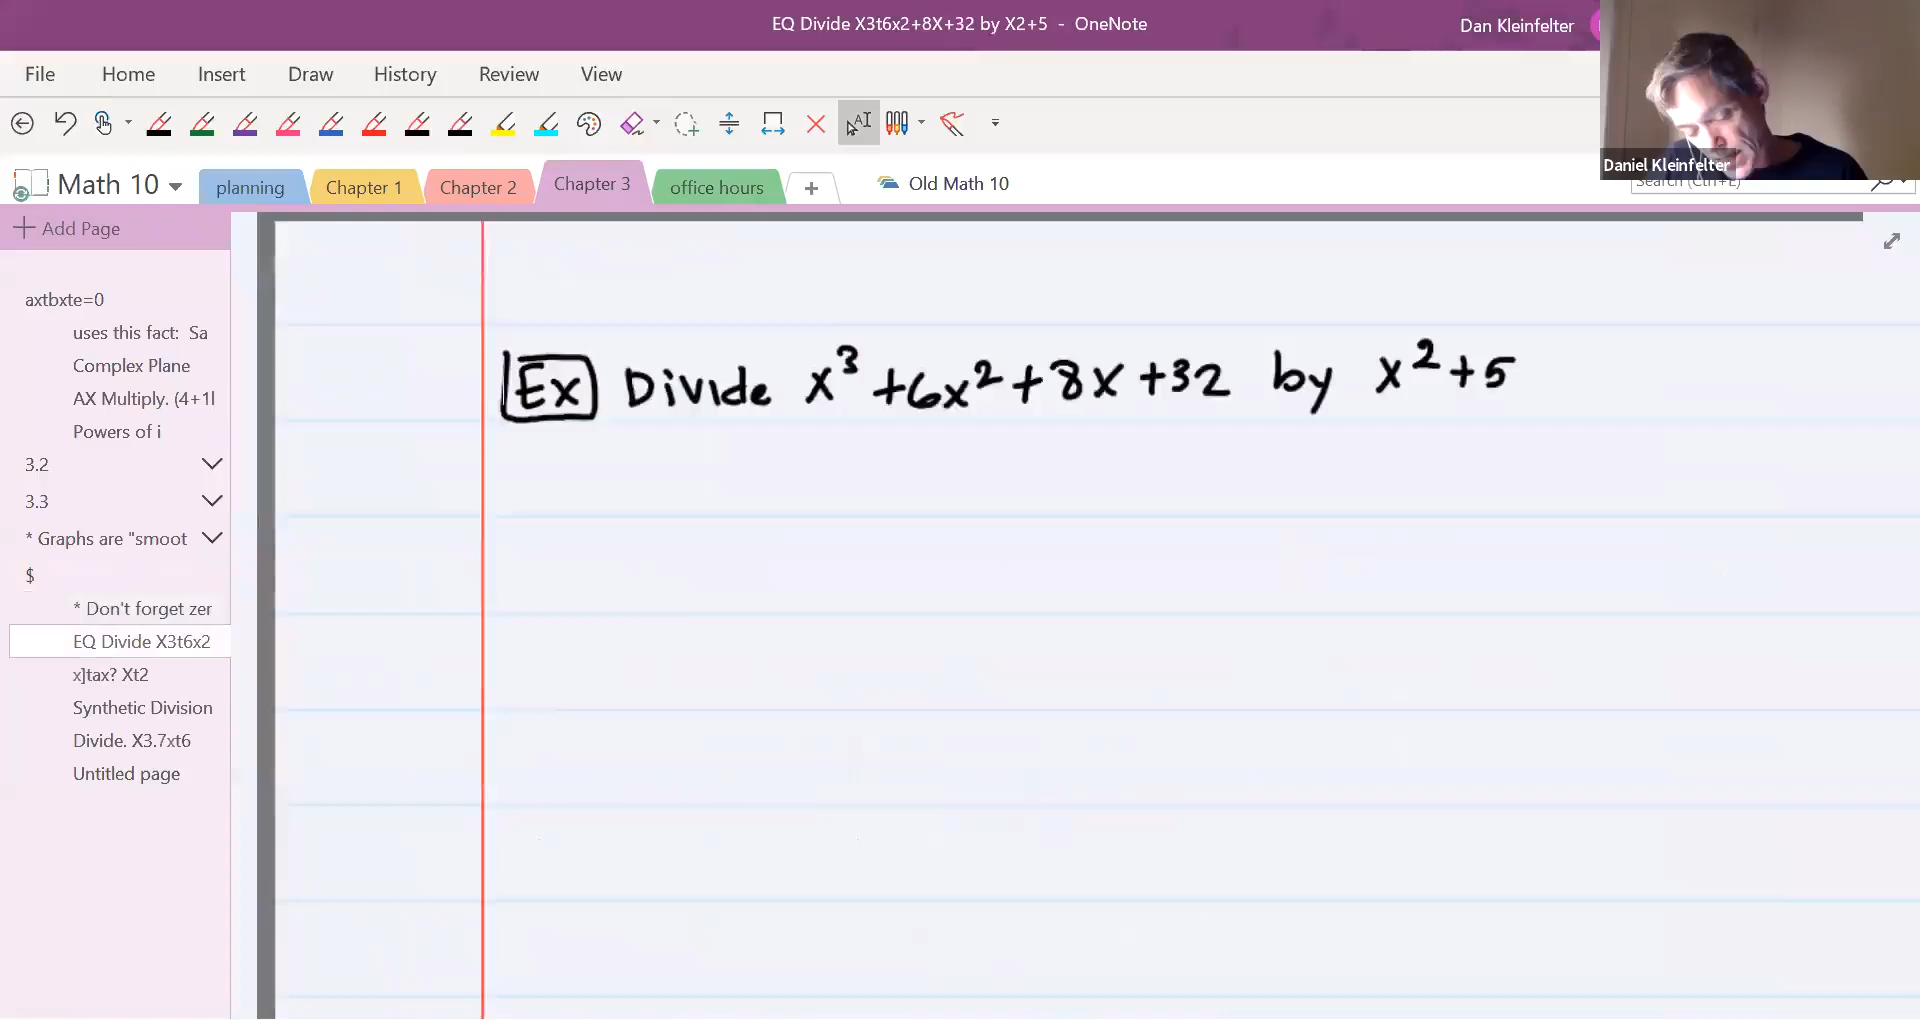 EQ Divide X3t6x2+8X+32 by X2+5 - OneNote
Dan Kleinfelter
File Home Insert Draw History Review View
Math 10 planning Chapter 1 Chapter 2 Chapter 3 office hours + Old Math 10
Daniel Kleinfelter
Search (Ctrl+E)
Add Page
axtbxte=0
uses this fact: Sa
Complex Plane
AX Multiply. (4+1l
Powers of i
3.2
3.3
* Graphs are "smoot
$
* Don't forget zer
EQ Divide X3t6x2
x]tax? Xt2
Synthetic Division
Divide. X3.7xt6
Untitled page
Ex Divide x³+6x²+8x+32 by x²+5